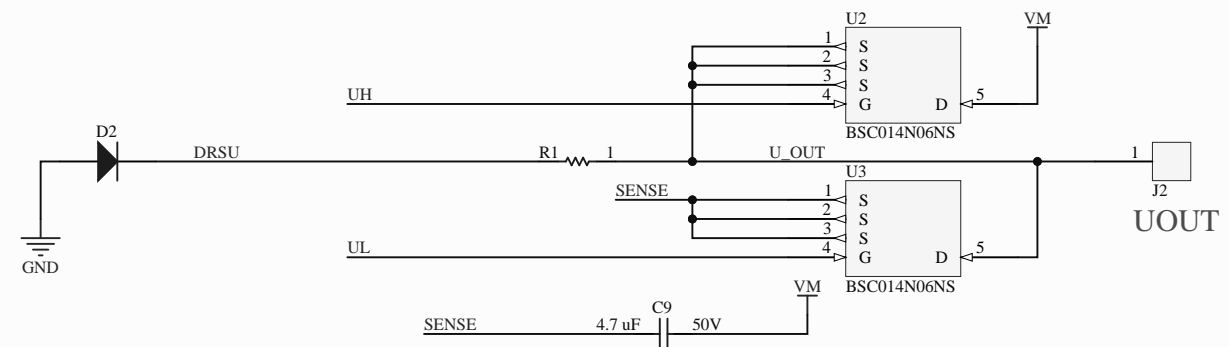 U2
VM
1 S
2 S
3 S
UH 4 G D 5
BSC014N06NS
D2
DRSU R1 1 U_OUT 1
U3
J2
SENSE 1 S
UOUT
2 S
3 S
UL 4 G D 5
GND
BSC014N06NS
VM
C9
SENSE 4.7 uF 50V